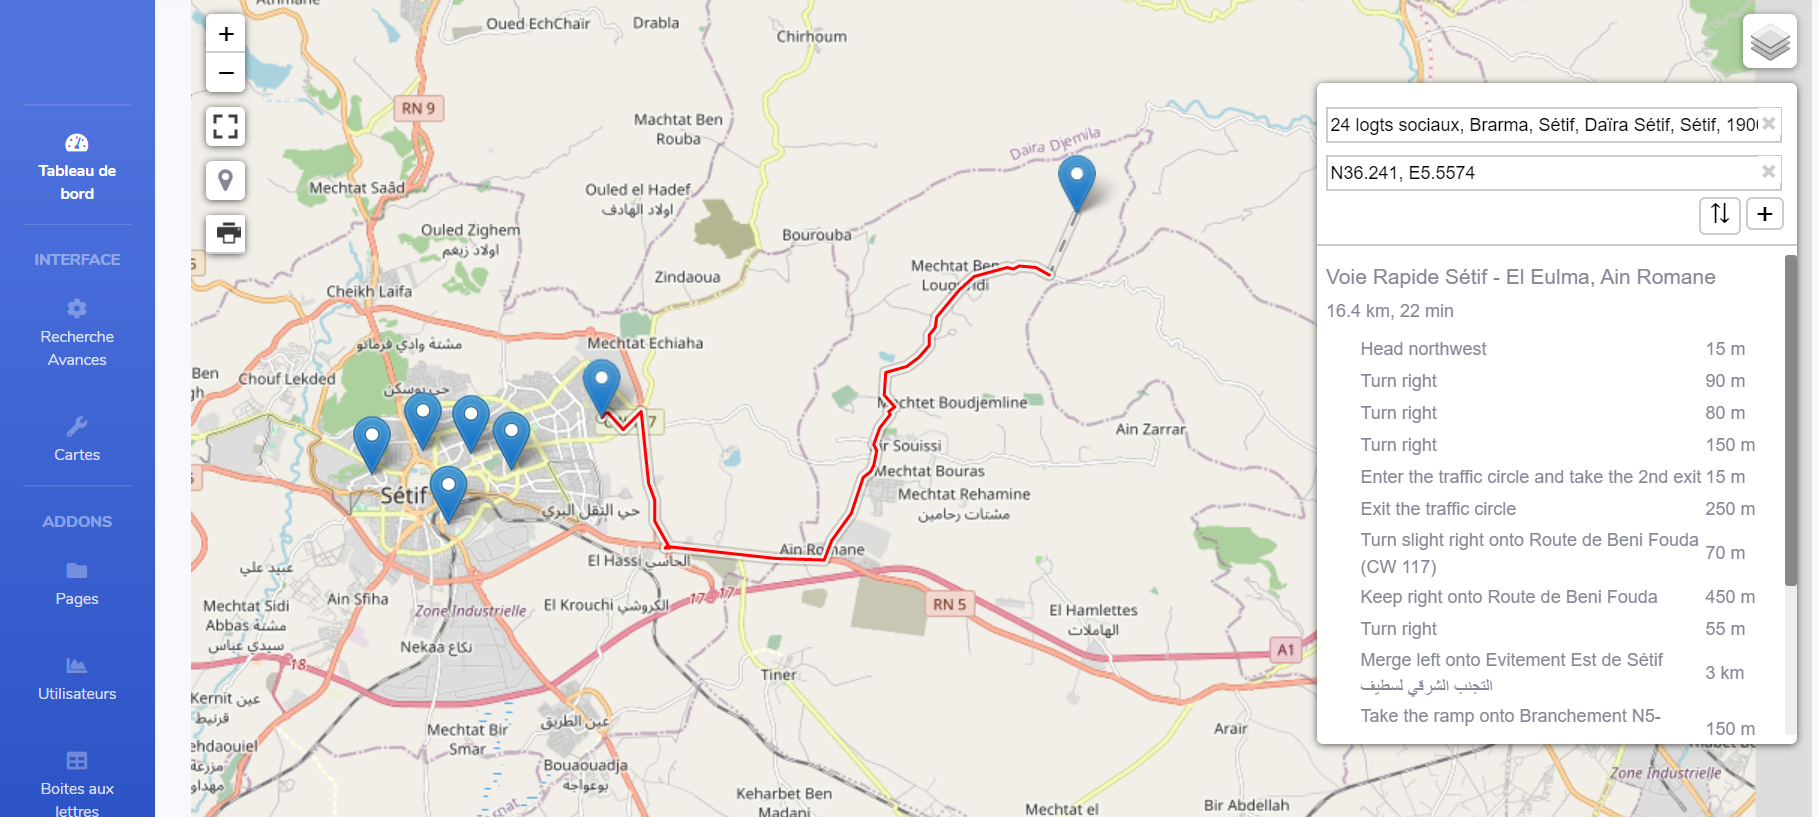 Tableau de
bord
INTERFACE
Recherche
Avances
Cartes
ADDONS
Pages
Utilisateurs
Boites aux
lettres
+
−
Oued EchChair
Drabla
Chirhoum
RN 9
Machtat Ben
Rouba
Daïra Djemila
Mechtat Saâd
Ouled el Hadef
اولاد الهادف
Ouled Zighem
اولاد زيغم
Bourouba
Zindaoua
Mechtat Ben
Cheikh Laifa
Mechtat Echiaha
مشتة وادي فرماتو
Chouf Lekded
حي بوسكن
Mechtet Boudjemline
Ain Zarrar
Bir Souissi
Mechtat Bouras
Sétif
Mechtat Rehamine
مشتات رحامين
حي النقل البري
Aïn Romane
El Hassi الحاسي
عبيد علي
Ain Sfiha
El Krouchi الكروشي
17
17
RN 5
El Hamlettes
الهاملات
Mechtat Sidi
Abbas مشتة
سيدي عباس
Zone Industrielle
Nekaa نكاع
A1
18
Tiner
Kernit عين
قرنيط
Mechtat Bir
Smar
عين الطريق
Arair
Bouaouadja
بوعواجة
Keharbet Ben
Madani
Mechtat el
Bir Abdellah
Zone Industrielle
24 logts sociaux, Brarma, Sétif, Daïra Sétif, Sétif, 190
N36.241, E5.5574
+
Voie Rapide Sétif - El Eulma, Ain Romane
16.4 km, 22 min
Head northwest 15 m
Turn right 90 m
Turn right 80 m
Turn right 150 m
Enter the traffic circle and take the 2nd exit 15 m
Exit the traffic circle 250 m
Turn slight right onto Route de Beni Fouda
(CW 117) 70 m
Keep right onto Route de Beni Fouda 450 m
Turn right 55 m
Merge left onto Evitement Est de Sétif
التجنب الشرقي لسطيف 3 km
Take the ramp onto Branchement N5-
150 m